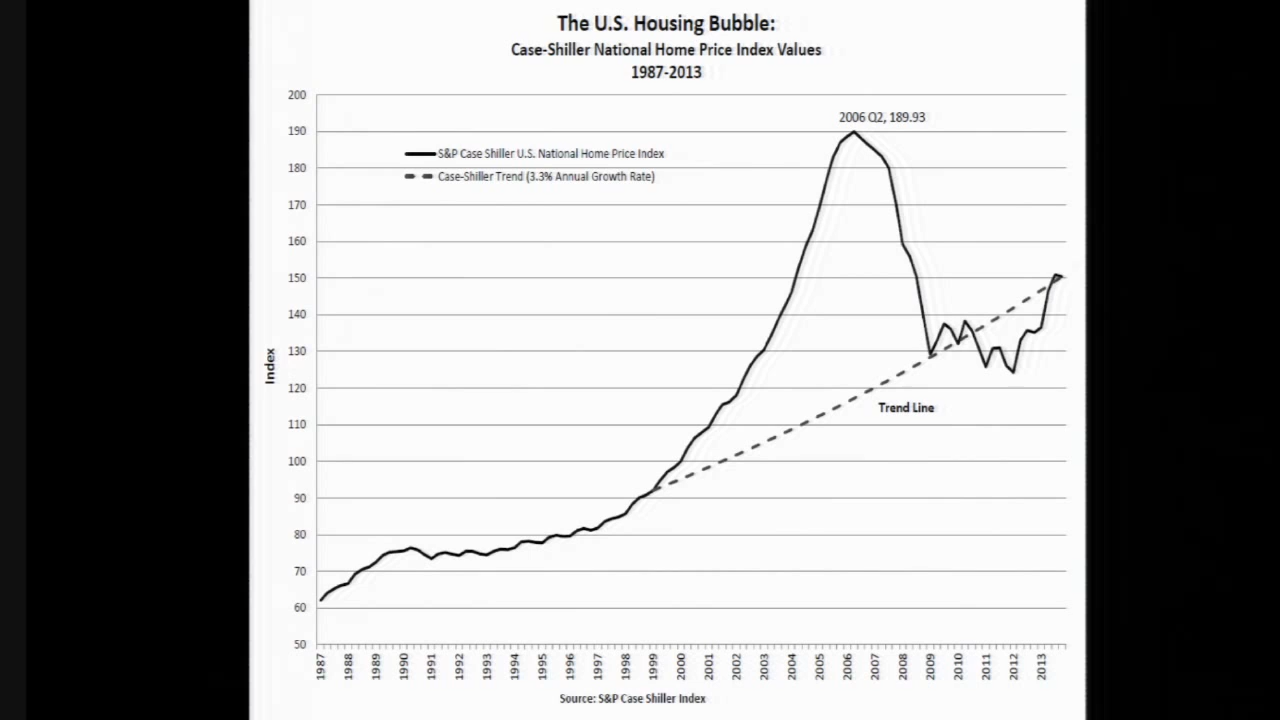 The U.S. Housing Bubble:
Case-Shiller National Home Price Index Values
1987-2013
200
2006 Q2, 189.93
190
S&P Case Shiller U.S. National Home Price Index
180
Case-Shiller Trend (3.3% Annual Growth Rate)
170
160
150
140
130
Index
120
Trend Line
110
100
90
80
70
60
50
1987 1988 1989 1990 1991 1992 1993 1994 1995 1996 1997 1998 1999 2000 2001 2002 2003 2004 2005 2006 2007 2008 2009 2010 2011 2012 2013
Source: S&P Case Shiller Index